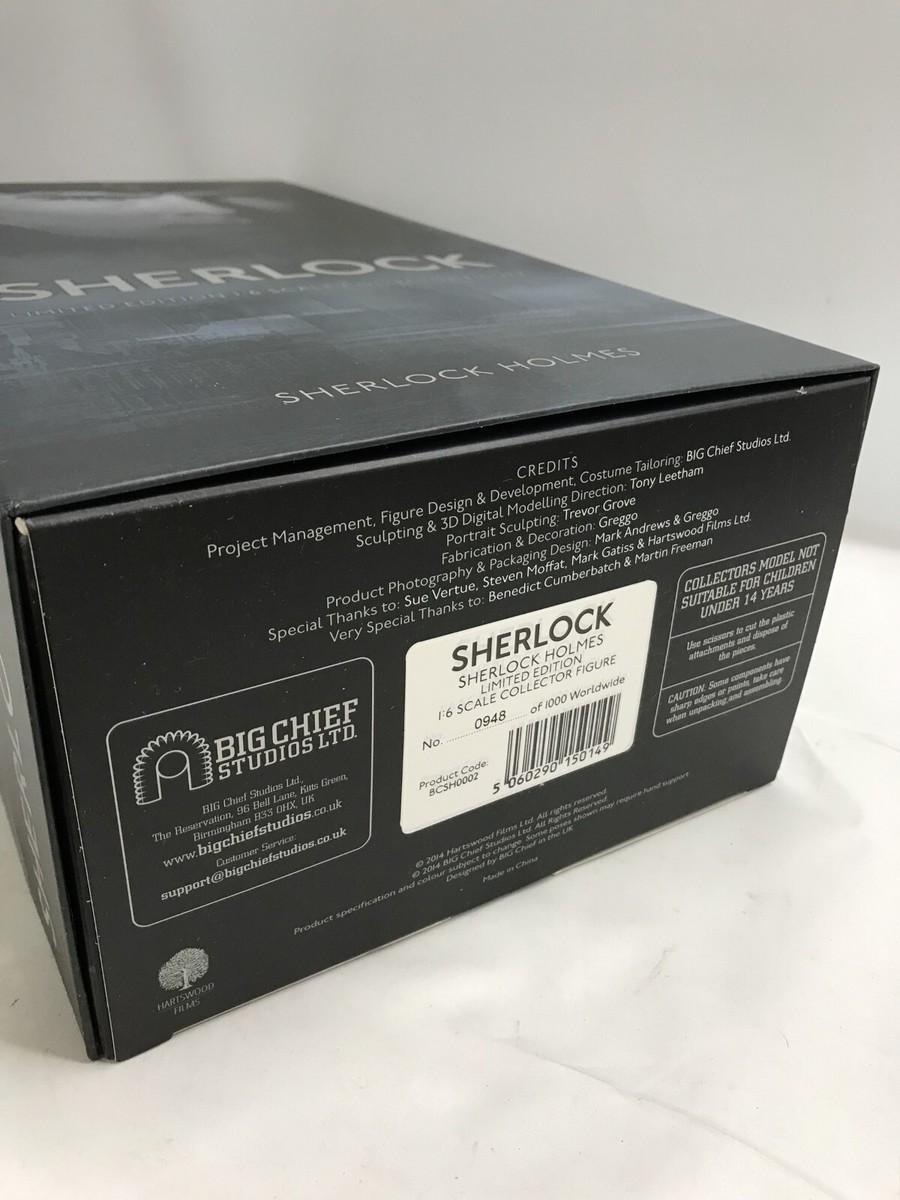 SHERLOCK
LIMITED EDITION 1:6 SCALE
SHERLOCK HOLMES
CREDITS
Project Management, Figure Design & Development, Costume Tailoring: BIG Chief Studios Ltd.
Sculpting & 3D Digital Modelling Direction: Tony Leetham
Portrait Sculpting: Trevor Grove
Fabrication & Decoration: Greggo
Product Photography & Packaging Design: Mark Andrews & Greggo
Special Thanks to: Sue Vertue, Steven Moffat, Mark Gatiss & Hartswood Films Ltd.
Very Special Thanks to: Benedict Cumberbatch & Martin Freeman
BIG CHIEF
STUDIOS LTD.
BIG Chief Studios Ltd.,
The Reservation, 96 Bell Lane, Kitts Green,
Birmingham B33 0HX, UK
www.bigchiefstudios.co.uk
Customer Service:
support@bigchiefstudios.co.uk
SHERLOCK
SHERLOCK HOLMES
LIMITED EDITION
1:6 SCALE COLLECTOR FIGURE
No. 0948 of 1000 Worldwide
Product Code:
BCSH0002
5 060290 150149
COLLECTORS MODEL NOT
SUITABLE FOR CHILDREN
UNDER 14 YEARS
Use scissors to cut the plastic
attachments and dispose of
the pieces.
CAUTION: Some components have
sharp edges or points, take care
when unpacking and assembling.
© 2014 Hartswood Films Ltd. All rights reserved.
© 2014 BIG Chief Studios Ltd. All Rights Reserved.
Product specification and colour subject to change. Some poses shown may require hand support
Designed by BIG Chief in the UK
Made in China
HARTSWOOD
FILMS